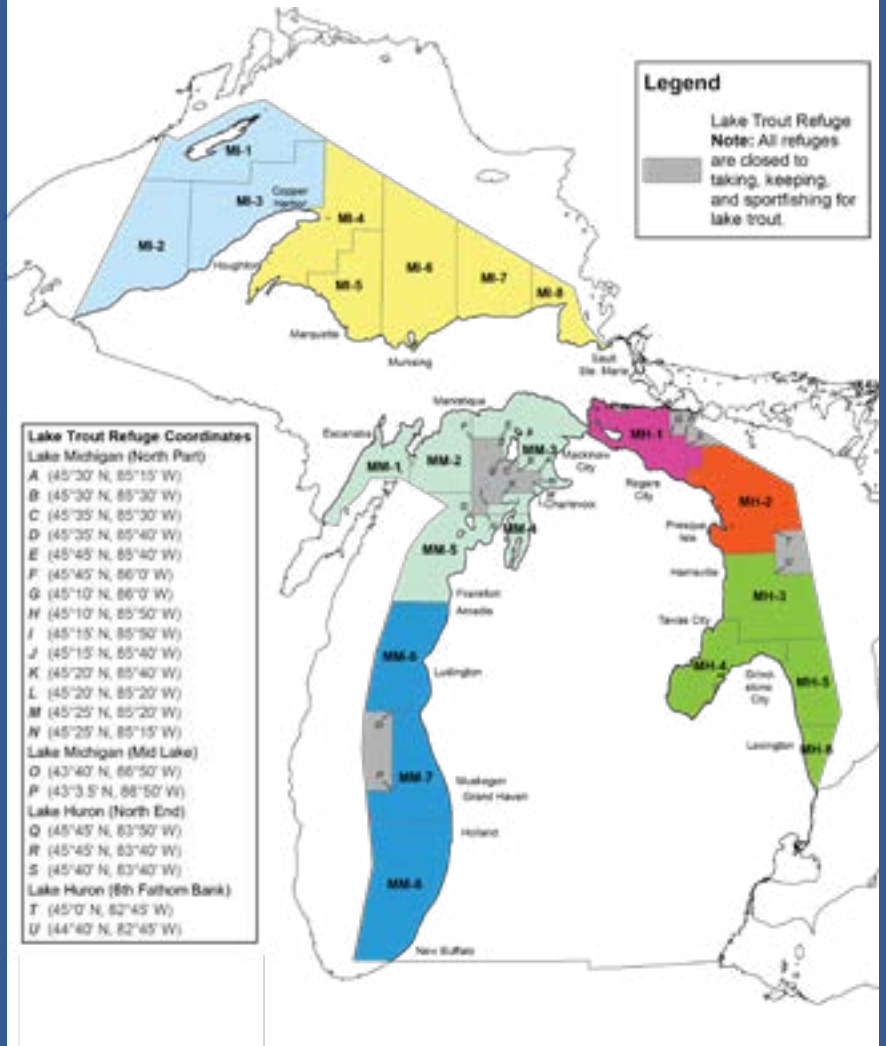 Legend
Lake Trout Refuge
Note: All refuges
are closed to
taking, keeping,
and sportfishing for
lake trout.
MI-1
MI-3
Copper
Harbor
MI-2
Houghton
MI-4
MI-6
MI-5
MI-7
MI-8
Marquette
Munising
Sault
Ste. Marie
Manistique
Escanaba
MM-1
MM-2
MM-3
MH-1
Mackinaw
City
Charlevoix
MM-4
MM-5
Rogers
City
MH-2
Presque
Isle
Harrisville
MH-3
Frankfort
Arcadia
Tawas City
MM-6
Ludington
MH-4
Grind-
stone
City
MH-5
Lexington
MH-6
MM-7
Muskegon
Grand Haven
Holland
MM-8
New Buffalo
Lake Trout Refuge Coordinates
Lake Michigan (North Part)
A (45°30' N, 85°15' W)
B (45°30' N, 85°30' W)
C (45°35' N, 85°30' W)
D (45°35' N, 85°40' W)
E (45°45' N, 85°40' W)
F (45°45' N, 86°0' W)
G (45°10' N, 86°0' W)
H (45°10' N, 85°50' W)
I (45°15' N, 85°50' W)
J (45°15' N, 85°40' W)
K (45°20' N, 85°40' W)
L (45°20' N, 85°20' W)
M (45°25' N, 85°20' W)
N (45°25' N, 85°15' W)
Lake Michigan (Mid Lake)
O (43°40' N, 86°50' W)
P (43°3.5' N, 86°50' W)
Lake Huron (North End)
Q (45°45' N, 83°50' W)
R (45°45' N, 83°40' W)
S (45°40' N, 83°40' W)
Lake Huron (6th Fathom Bank)
T (45°0' N, 82°45' W)
U (44°40' N, 82°45' W)